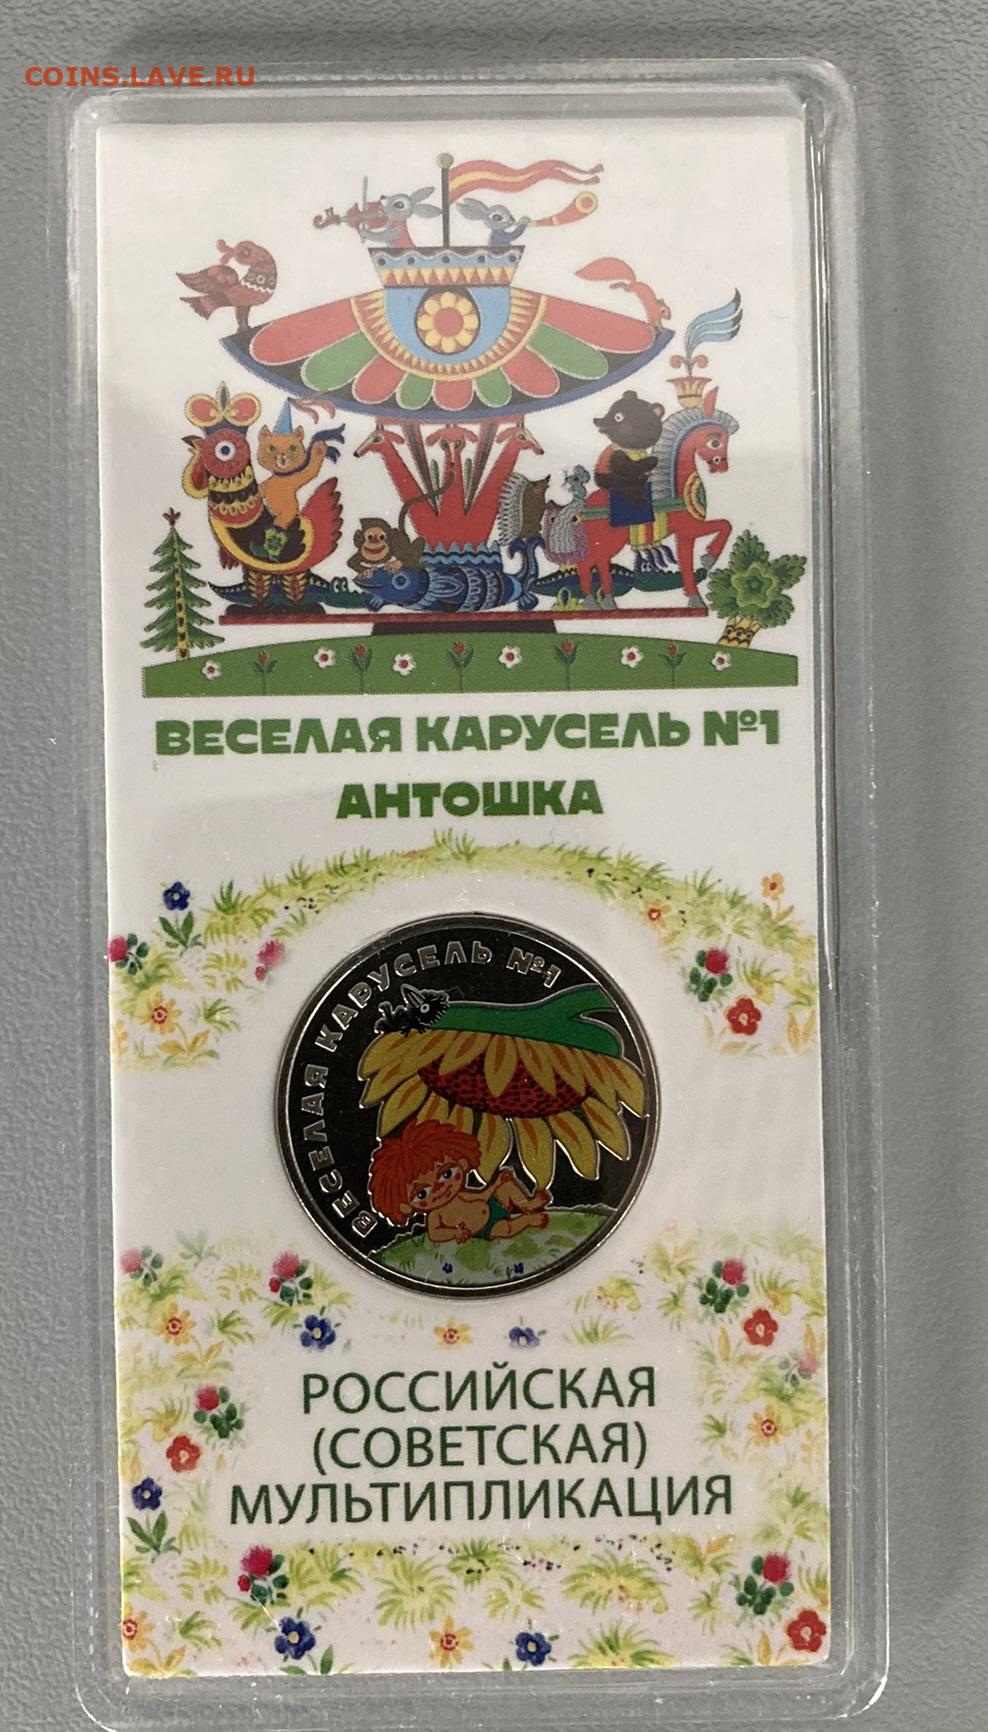 COINS.LAVE.RU
ВЕСЕЛАЯ КАРУСЕЛЬ №1
АНТОШКА
ВЕСЕЛАЯ КАРУСЕЛЬ №1
РОССИЙСКАЯ
(СОВЕТСКАЯ)
МУЛЬТИПЛИКАЦИЯ